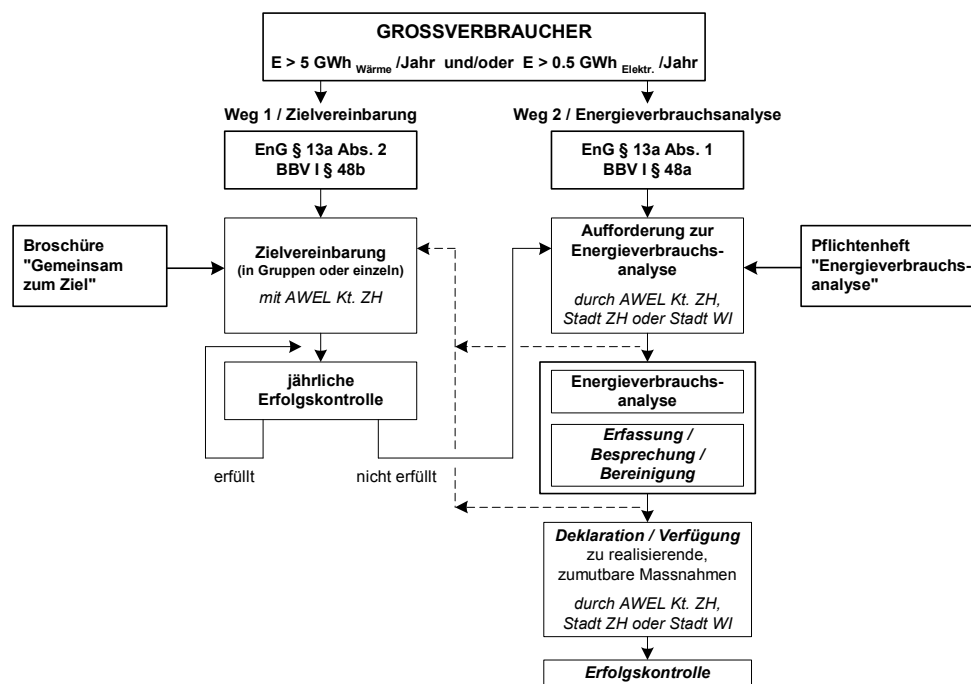 GROSSVERBRAUCHER
E > 5 GWh Wärme /Jahr und/oder E > 0.5 GWh Elektr. /Jahr
Weg 1 / Zielvereinbarung
Weg 2 / Energieverbrauchsanalyse
EnG § 13a Abs. 2
BBV I § 48b
EnG § 13a Abs. 1
BBV I § 48a
Broschüre
"Gemeinsam
zum Ziel"
Zielvereinbarung
(in Gruppen oder einzeln)
mit AWEL Kt. ZH
Aufforderung zur
Energieverbrauchs-
analyse
durch AWEL Kt. ZH,
Stadt ZH oder Stadt WI
Pflichtenheft
"Energieverbrauchs-
analyse"
jährliche
Erfolgskontrolle
erfüllt
nicht erfüllt
Energieverbrauchs-
analyse
Erfassung /
Besprechung /
Bereinigung
Deklaration / Verfügung
zu realisierende,
zumutbare Massnahmen
durch AWEL Kt. ZH,
Stadt ZH oder Stadt WI
Erfolgskontrolle